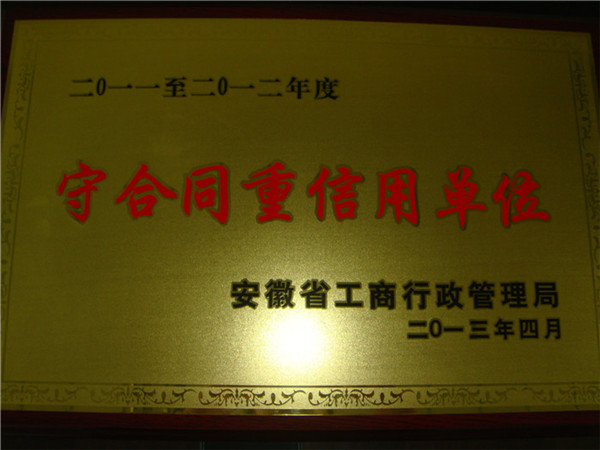 二0一一至二0一二年度
守合同重信用单位
安徽省工商行政管理局
二0一三年四月